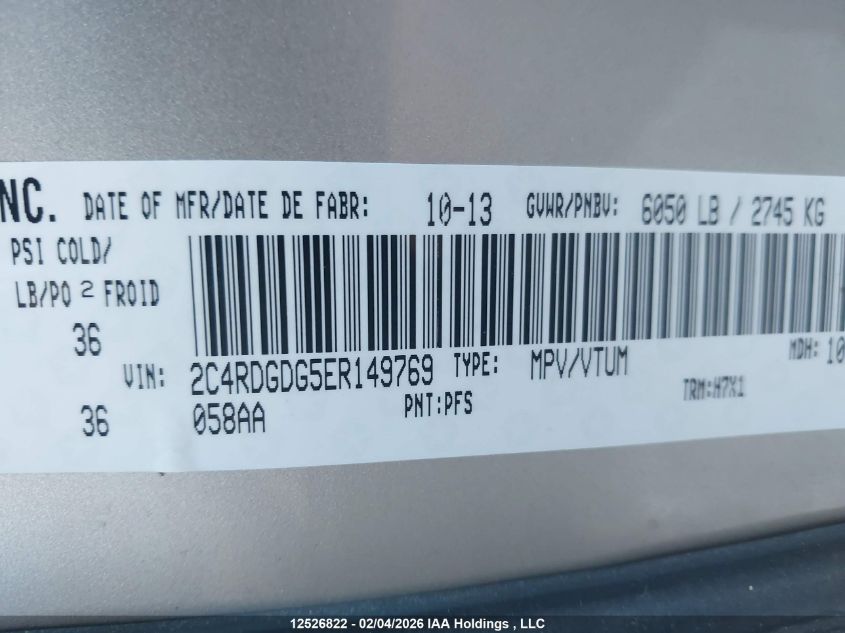 NC. DATE OF MFR/DATE DE FABR: 10-13 GVWR/PNBV: 6050 LB / 2745 KG
PSI COLD/
LB/PO 2 FROID
36
VIN: 2C4RDGDG5ER149769 TYPE: MPV/VTUM MDH: 10
36 058AA PNT:PFS TRM:H7X1
12526822 - 02/04/2026 IAA Holdings , LLC